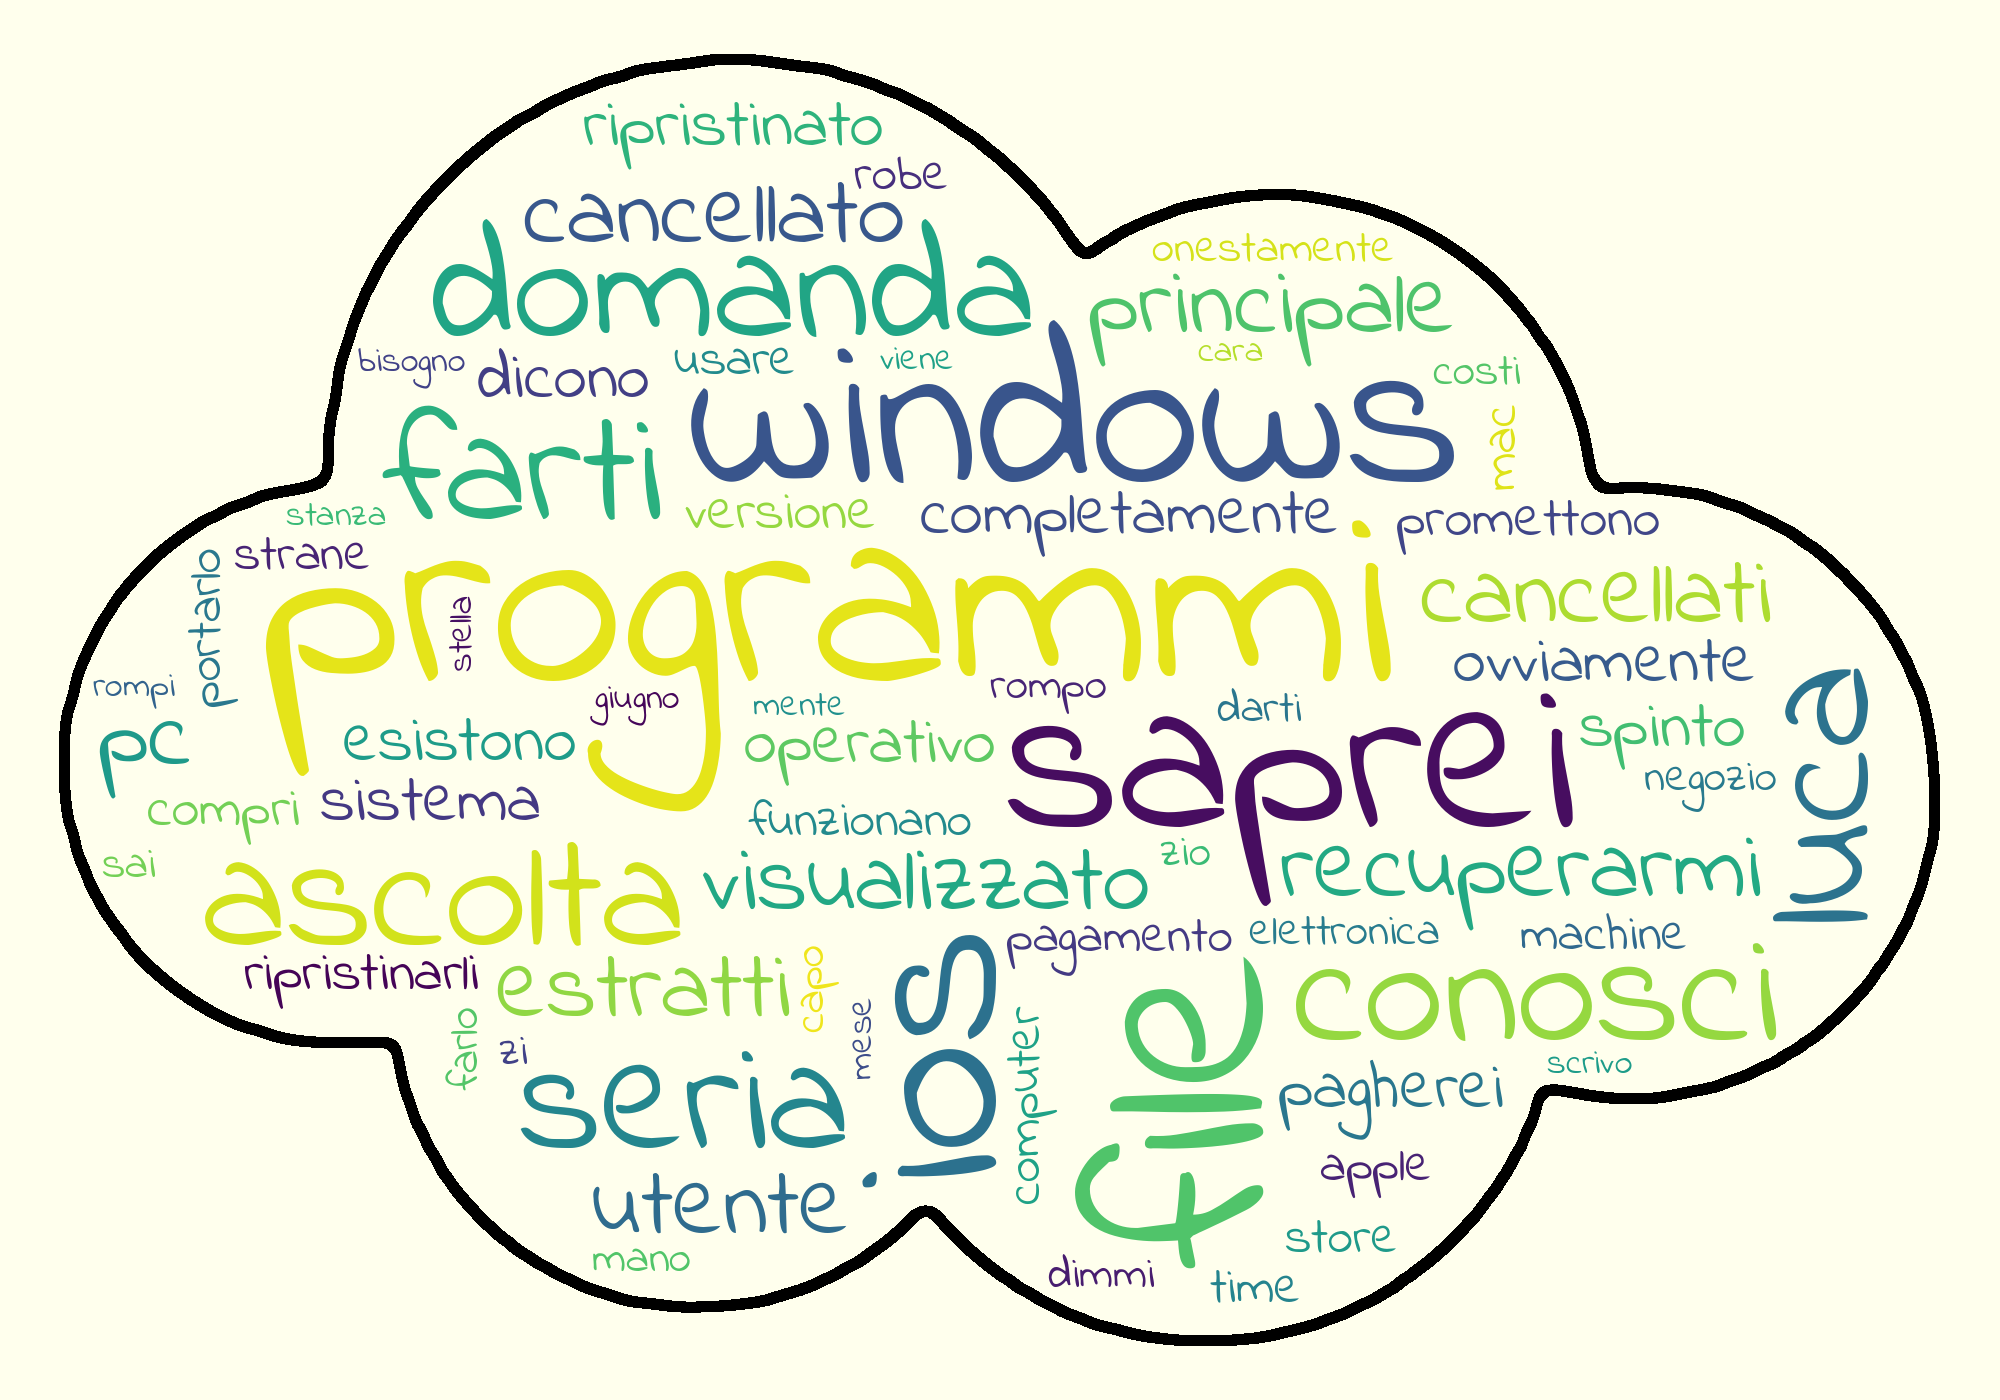 ripristinato
robe
cancellato
domanda
onestamente
principale
bisogno
dicono
usare
viene
cara
costi
windows
farti
mac
stanza
versione
completamente
promettono
strane
portarlo
programmi
stella
cancellati
ovviamente
luca
rompi
giugno
mente
rompo
darti
saprei
spinto
pc
esistono
operativo
negozio
compri
sistema
funzionano
sai
ascolta
visualizzato
zio
recuperarmi
pagamento
elettronica
machine
ripristinarli
estratti
capo
ios
file
conosci
farlo
zi
mese
computer
seria
scrivo
pagherei
utente
apple
mano
store
dimmi
time